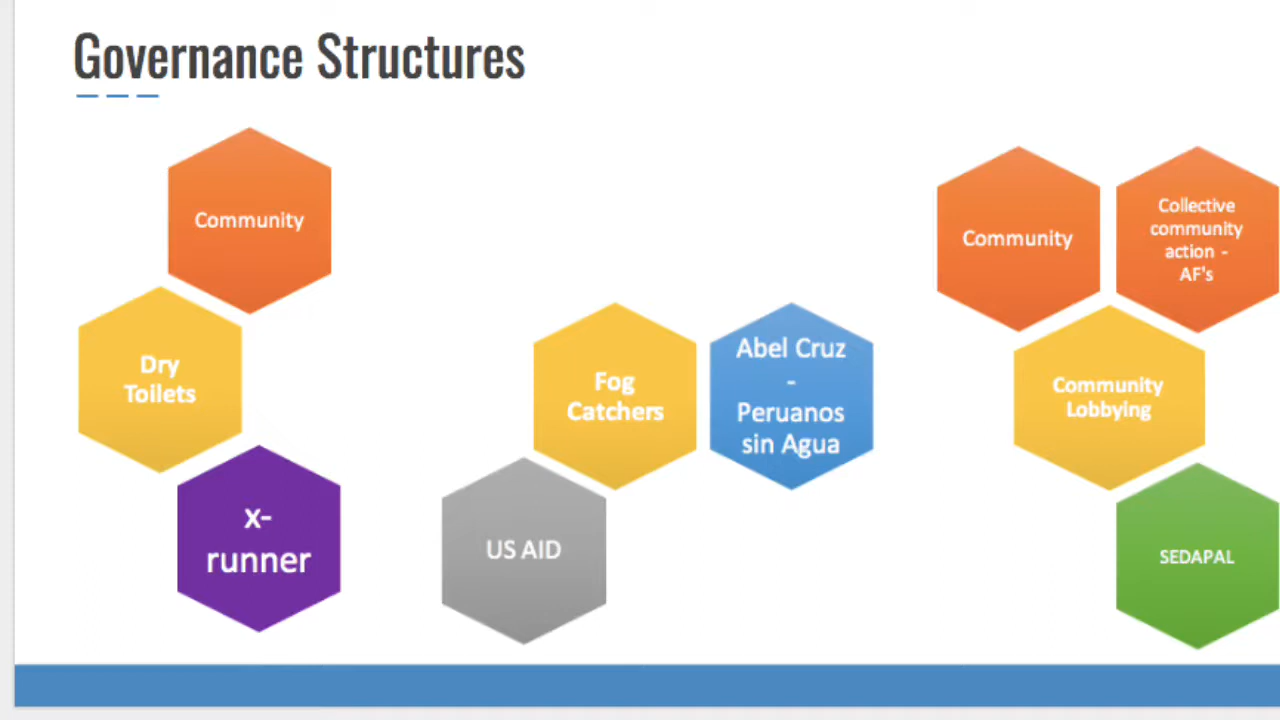 Governance Structures
Community
Dry
Toilets
x-
runner
Fog
Catchers
Abel Cruz
-
Peruanos
sin Agua
US AID
Community
Collective
community
action -
AF's
Community
Lobbying
SEDAPAL